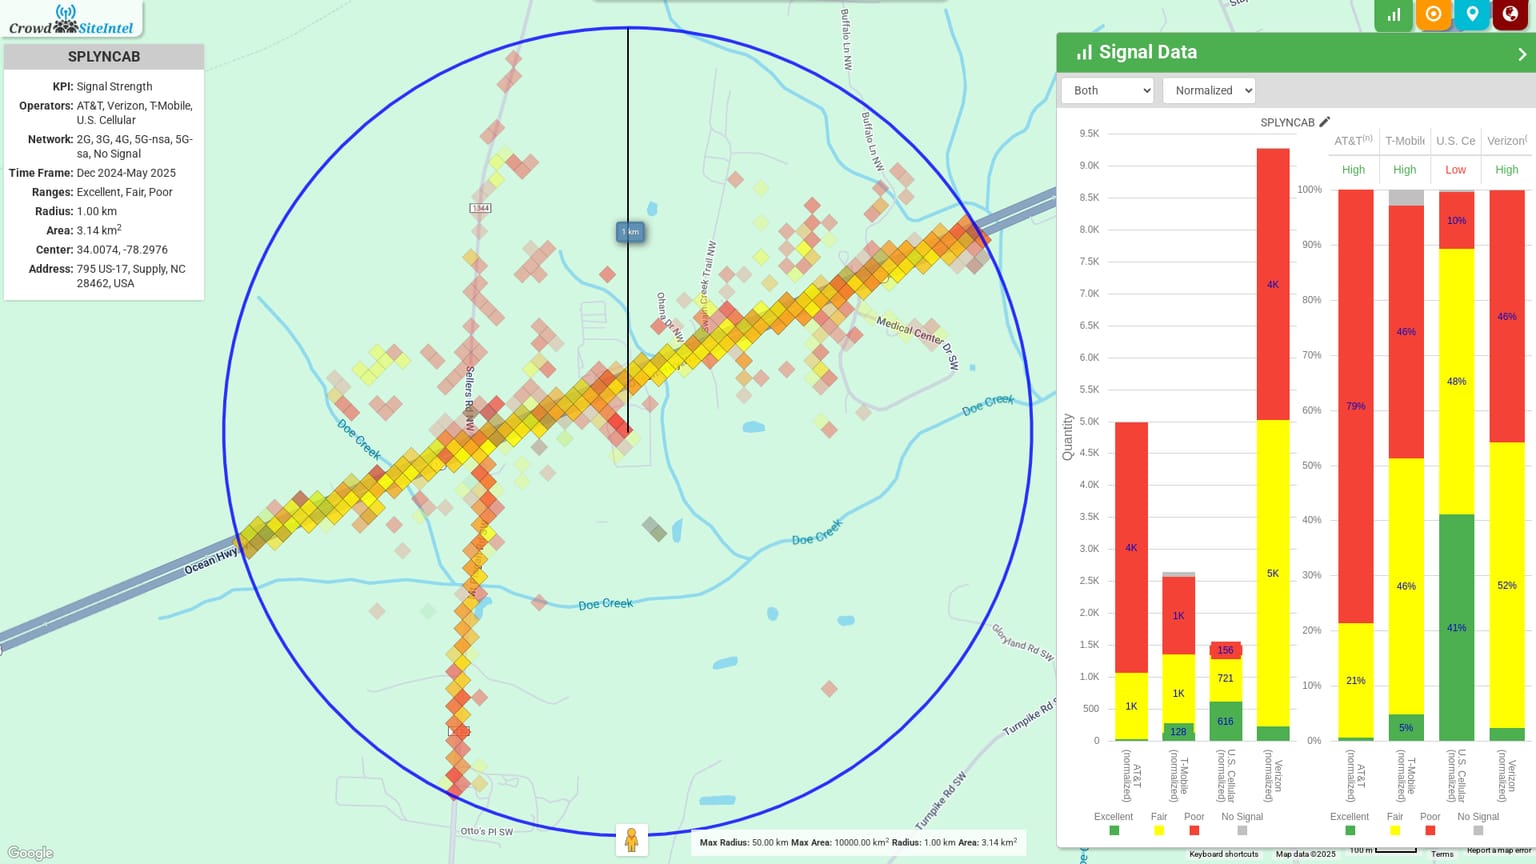 Crowd SiteIntel
SPLYNCAB
KPI: Signal Strength
Operators: AT&T, Verizon, T-Mobile,
U.S. Cellular
Network: 2G, 3G, 4G, 5G-nsa, 5G-
sa, No Signal
Time Frame: Dec 2024-May 2025
Ranges: Excellent, Fair, Poor
Radius: 1.00 km
Area: 3.14 km2
Center: 34.0074, -78.2976
Address: 795 US-17, Supply, NC
28462, USA
Buffalo Ln NW
Buffalo Ln NW
1344
1 km
Ohana Dr NW
Creek Trail NW
Medical Center Dr SW
Sellers Rd NW
Doe Creek
Doe Creek
Doe Creek
Doe Creek
Ocean Hwy
Gloryland Rd SW
Turnpike Rd S
Turnpike Rd SW
Otto's Pl SW
Google
Max Radius: 50.00 km Max Area: 10000.00 km2 Radius: 1.00 km Area: 3.14 km2
Signal Data
Both
Normalized
SPLYNCAB
Quantity
9.5K
9.0K
8.5K
8.0K
7.5K
7.0K
6.5K
6.0K
5.5K
5.0K
4.5K
4.0K
3.5K
3.0K
2.5K
2.0K
1.5K
1.0K
500
0
4K
1K
1K
1K
128
156
721
616
4K
5K
AT&T
(normalized)
T-Mobile
(normalized)
U.S. Cellular
(normalized)
Verizon
(normalized)
Excellent Fair Poor No Signal
AT&T(n) T-Mobile U.S. Ce Verizon(
High High Low High
100%
90%
80%
70%
60%
50%
40%
30%
20%
10%
0%
79%
21%
46%
46%
5%
10%
48%
41%
46%
52%
AT&T
(normalized)
T-Mobile
(normalized)
U.S. Cellular
(normalized)
Verizon
(normalized)
Excellent Fair Poor No Signal
Keyboard shortcuts Map data ©2025 100 m Terms Report a map error